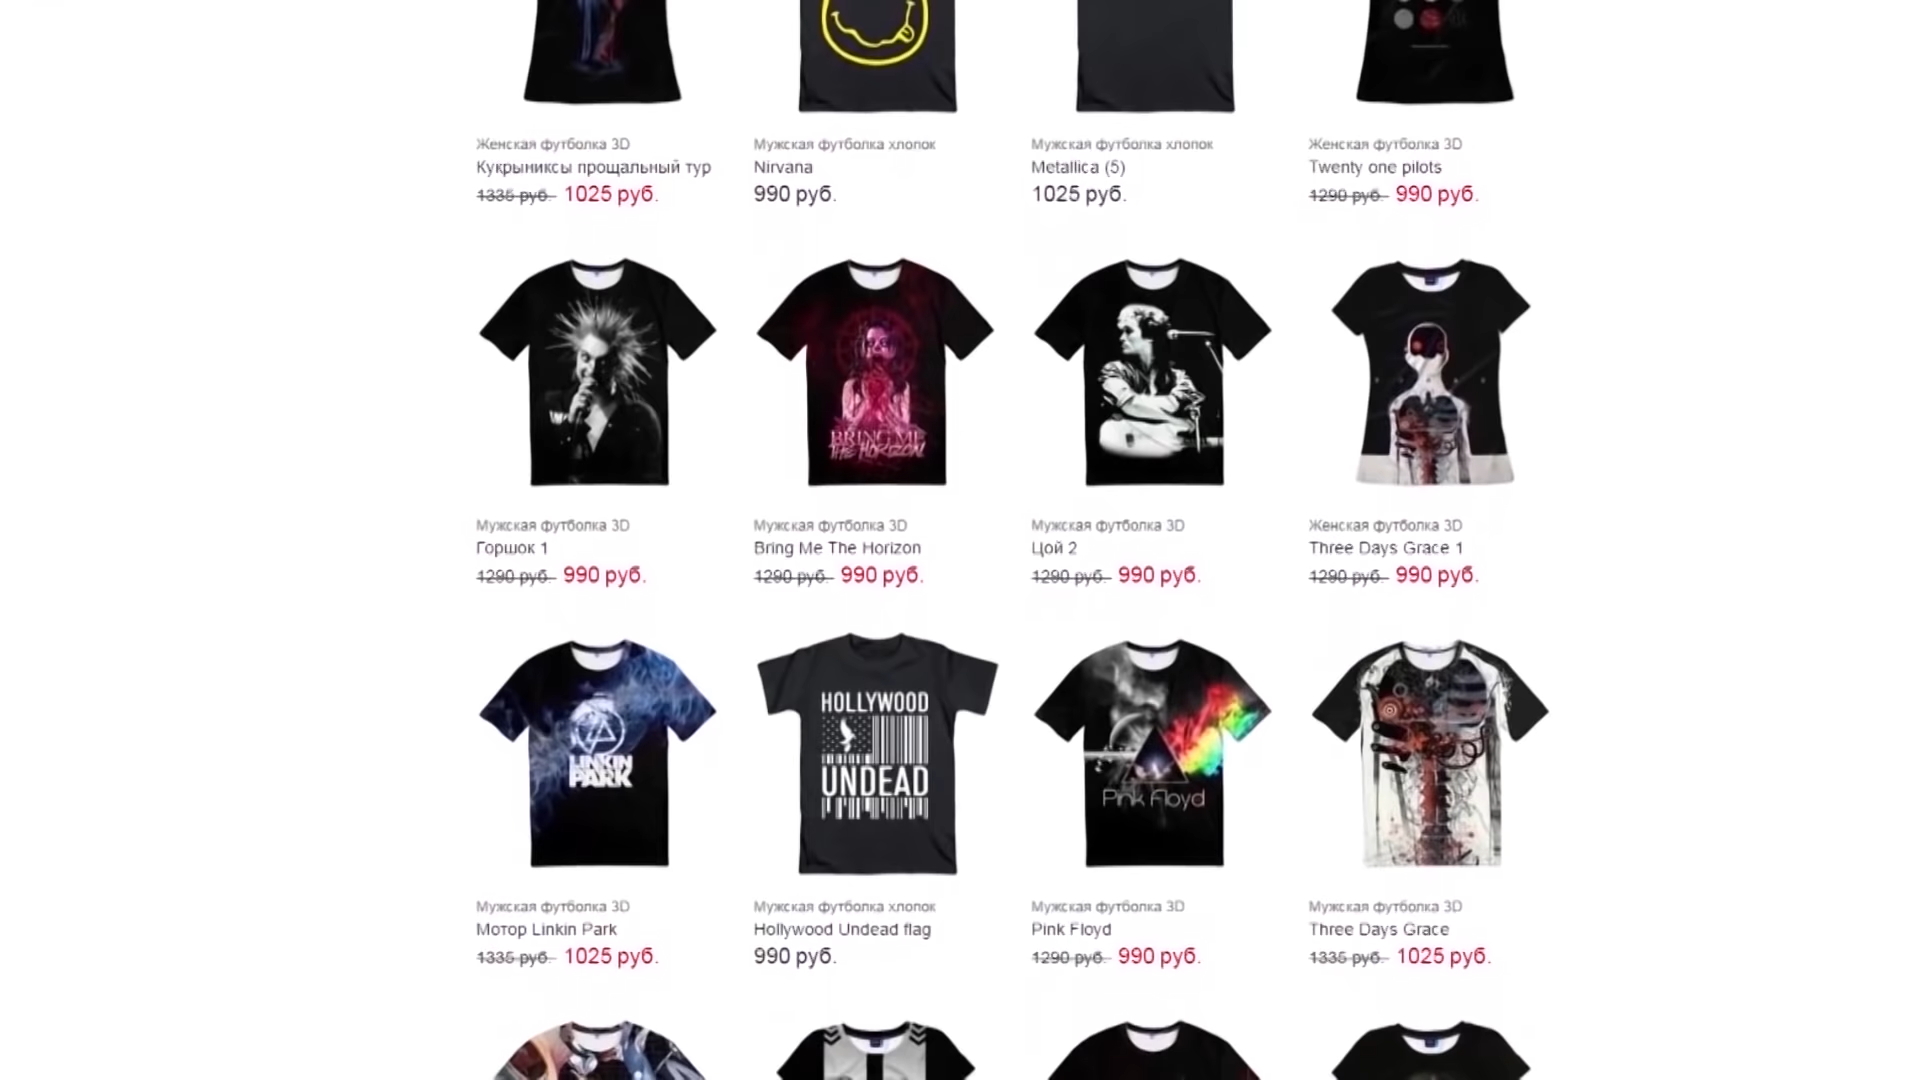 Женская футболка 3D
Кукрыниксы прощальный тур
1335 руб. 1025 руб.
Мужская футболка хлопок
Nirvana
990 руб.
Мужская футболка хлопок
Metallica (5)
1025 руб.
Женская футболка 3D
Twenty one pilots
1290 руб. 990 руб.
BRING ME
THE HORIZON
Мужская футболка 3D
Горшок 1
1290 руб. 990 руб.
Мужская футболка 3D
Bring Me The Horizon
1290 руб. 990 руб.
Мужская футболка 3D
Цой 2
1290 руб. 990 руб.
Женская футболка 3D
Three Days Grace 1
1290 руб. 990 руб.
LINKIN
PARK
HOLLYWOOD
UNDEAD
Pink Floyd
Мужская футболка 3D
Мотор Linkin Park
1335 руб. 1025 руб.
Мужская футболка хлопок
Hollywood Undead flag
990 руб.
Мужская футболка 3D
Pink Floyd
1290 руб. 990 руб.
Мужская футболка 3D
Three Days Grace
1335 руб. 1025 руб.